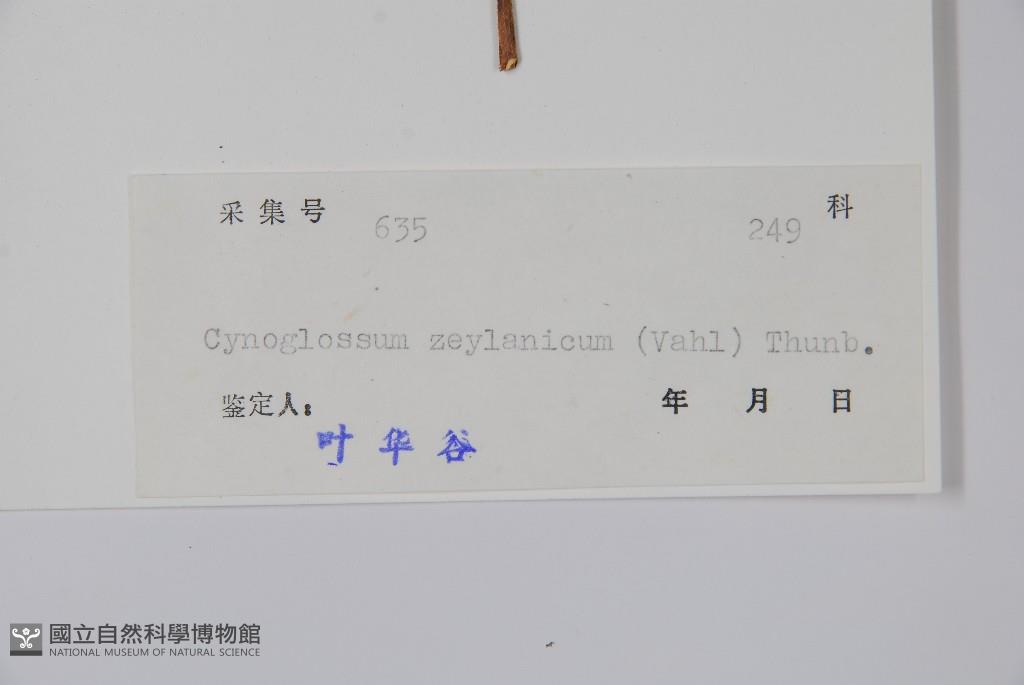 采集号 635 249 科
Cynoglossum zeylanicum (Vahl) Thunb.
鉴定人: 年 月 日
叶华谷
國立自然科學博物館
NATIONAL MUSEUM OF NATURAL SCIENCE